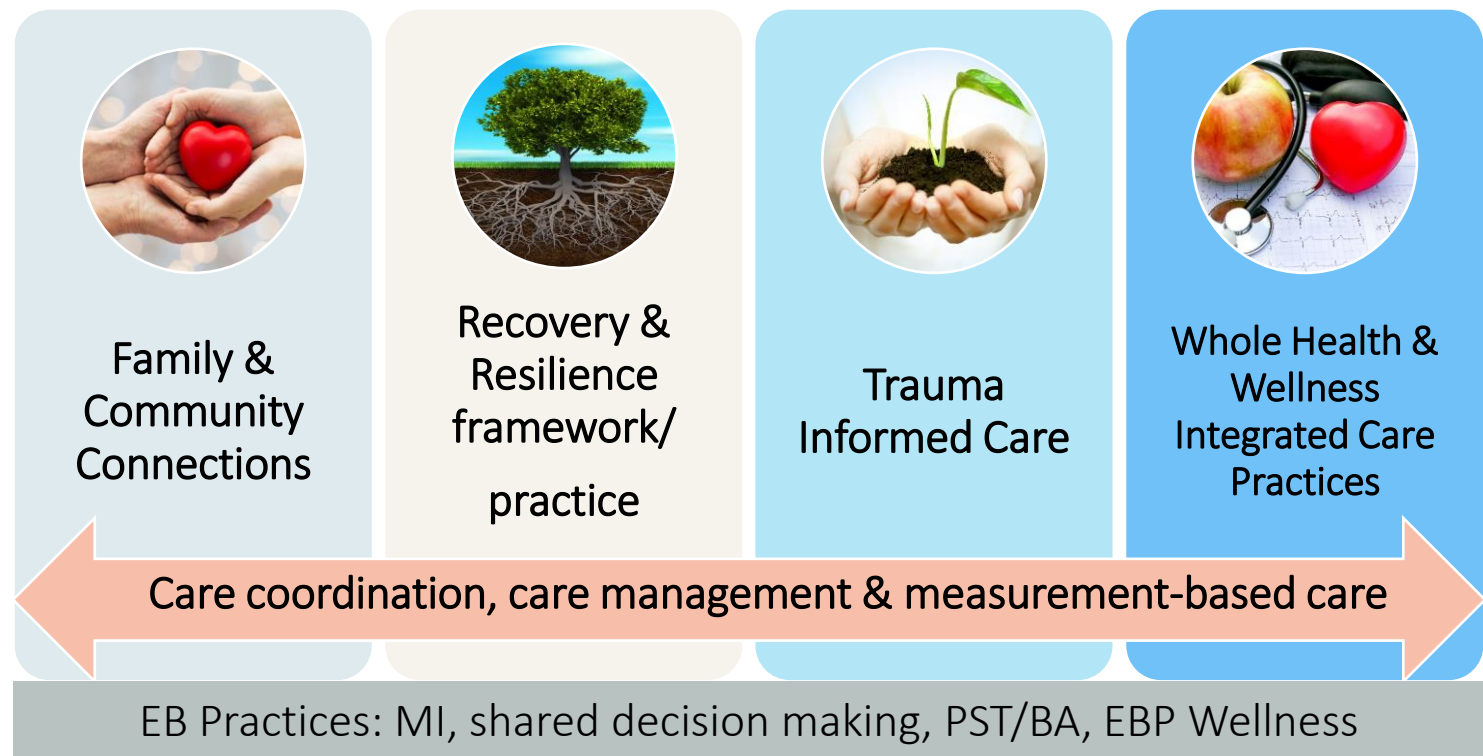 Family &
Community
Connections
Recovery &
Resilience
framework/
practice
Trauma
Informed Care
Whole Health &
Wellness
Integrated Care
Practices
Care coordination, care management & measurement-based care
EB Practices: MI, shared decision making, PST/BA, EBP Wellness